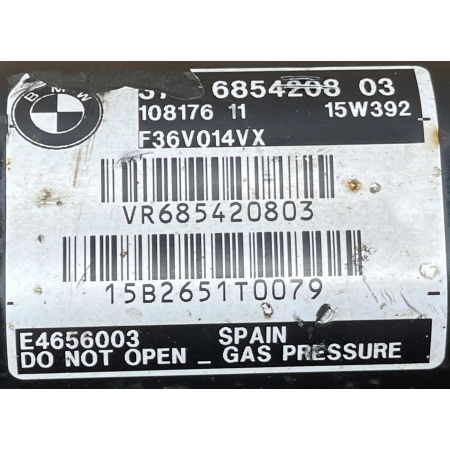 BMW
6854208 03
108176 11 15W392
F36V014VX
VR685420803
15B2651T0079
E4656003 SPAIN
DO NOT OPEN _ GAS PRESSURE